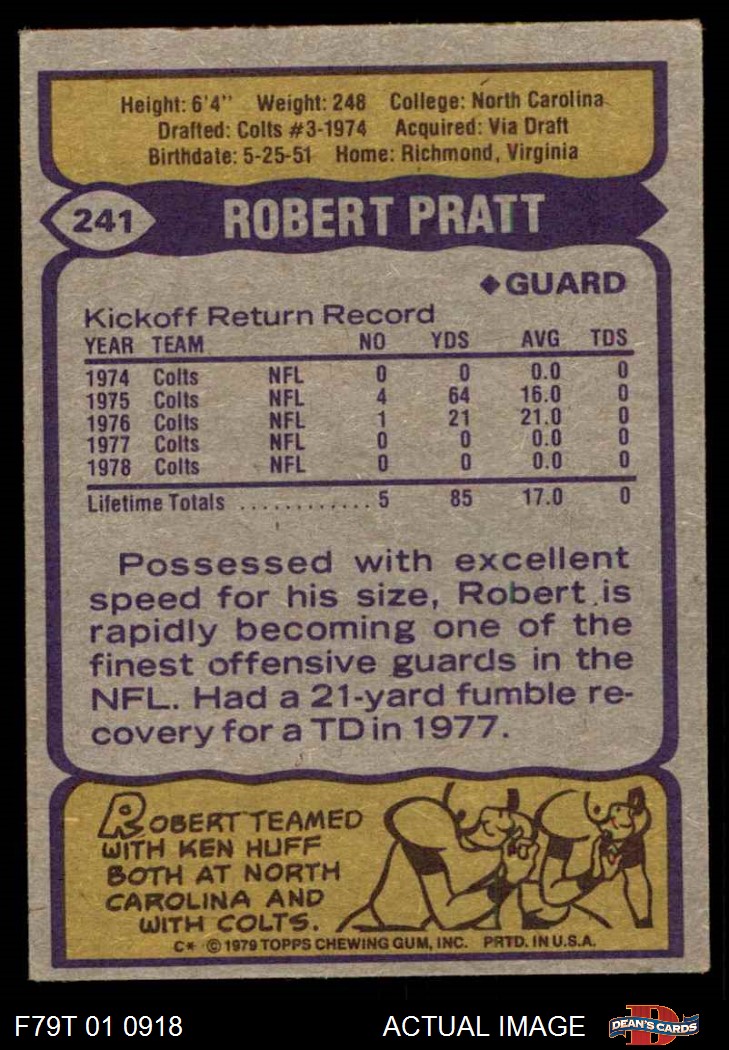 Height: 6'4" Weight: 248 College: North Carolina
Drafted: Colts #3-1974 Acquired: Via Draft
Birthdate: 5-25-51 Home: Richmond, Virginia
241 ROBERT PRATT
◆GUARD
Kickoff Return Record
YEAR TEAM NO YDS AVG TDS
1974 Colts NFL 0 0 0.0 0
1975 Colts NFL 4 64 16.0 0
1976 Colts NFL 1 21 21.0 0
1977 Colts NFL 0 0 0.0 0
1978 Colts NFL 0 0 0.0 0
Lifetime Totals ............. 5 85 17.0 0
Possessed with excellent
speed for his size, Robert is
rapidly becoming one of the
finest offensive guards in the
NFL. Had a 21-yard fumble re-
covery for a TD in 1977.
ROBERT TEAMED
WITH KEN HUFF
BOTH AT NORTH
CAROLINA AND
WITH COLTS.
C* © 1979 TOPPS CHEWING GUM, INC. PRTD. IN U.S.A.
F79T 01 0918 ACTUAL IMAGE D DEAN'S CARDS